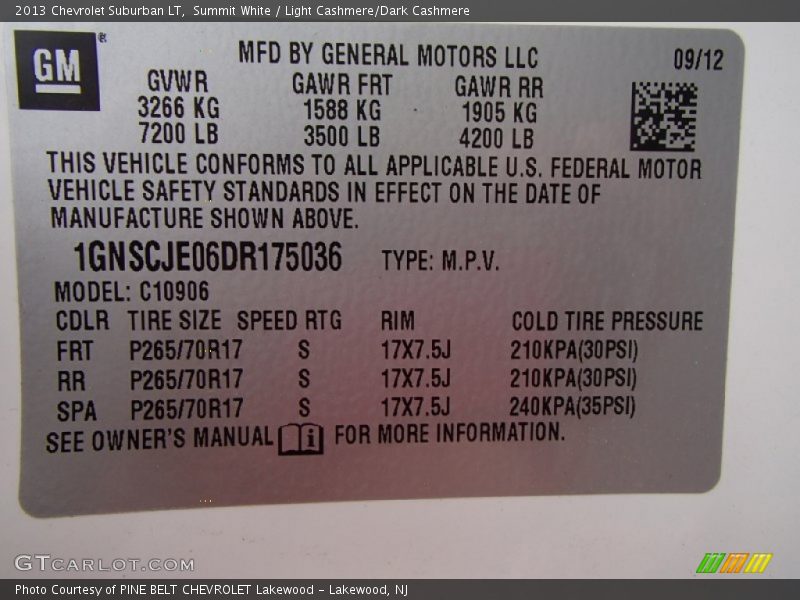 2013 Chevrolet Suburban LT, Summit White / Light Cashmere/Dark Cashmere
GM ®
MFD BY GENERAL MOTORS LLC 09/12
GVWR GAWR FRT GAWR RR
3266 KG 1588 KG 1905 KG
7200 LB 3500 LB 4200 LB
THIS VEHICLE CONFORMS TO ALL APPLICABLE U.S. FEDERAL MOTOR
VEHICLE SAFETY STANDARDS IN EFFECT ON THE DATE OF
MANUFACTURE SHOWN ABOVE.
1GNSCJE06DR175036 TYPE: M.P.V.
MODEL: C10906
CDLR TIRE SIZE SPEED RTG RIM COLD TIRE PRESSURE
FRT P265/70R17 S 17X7.5J 210KPA(30PSI)
RR P265/70R17 S 17X7.5J 210KPA(30PSI)
SPA P265/70R17 S 17X7.5J 240KPA(35PSI)
SEE OWNER'S MANUAL i FOR MORE INFORMATION.
GTCARLOT.COM
Photo Courtesy of PINE BELT CHEVROLET Lakewood - Lakewood, NJ